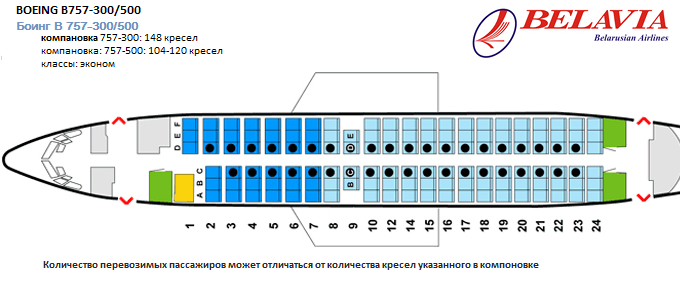 BOEING B757-300/500
Боинг В 757-300/500
компановка 757-300: 148 кресел
компановка: 757-500: 104-120 кресел
классы: эконом
BELAVIA
Belarusian Airlines
D E F
D E
A B C
B C
1 2 3 4 5 6 7 8 9 10 12 14 15 16 17 18 19 20 21 22 23 24
Количество перевозимых пассажиров может отличаться от количества кресел указанного в компоновке